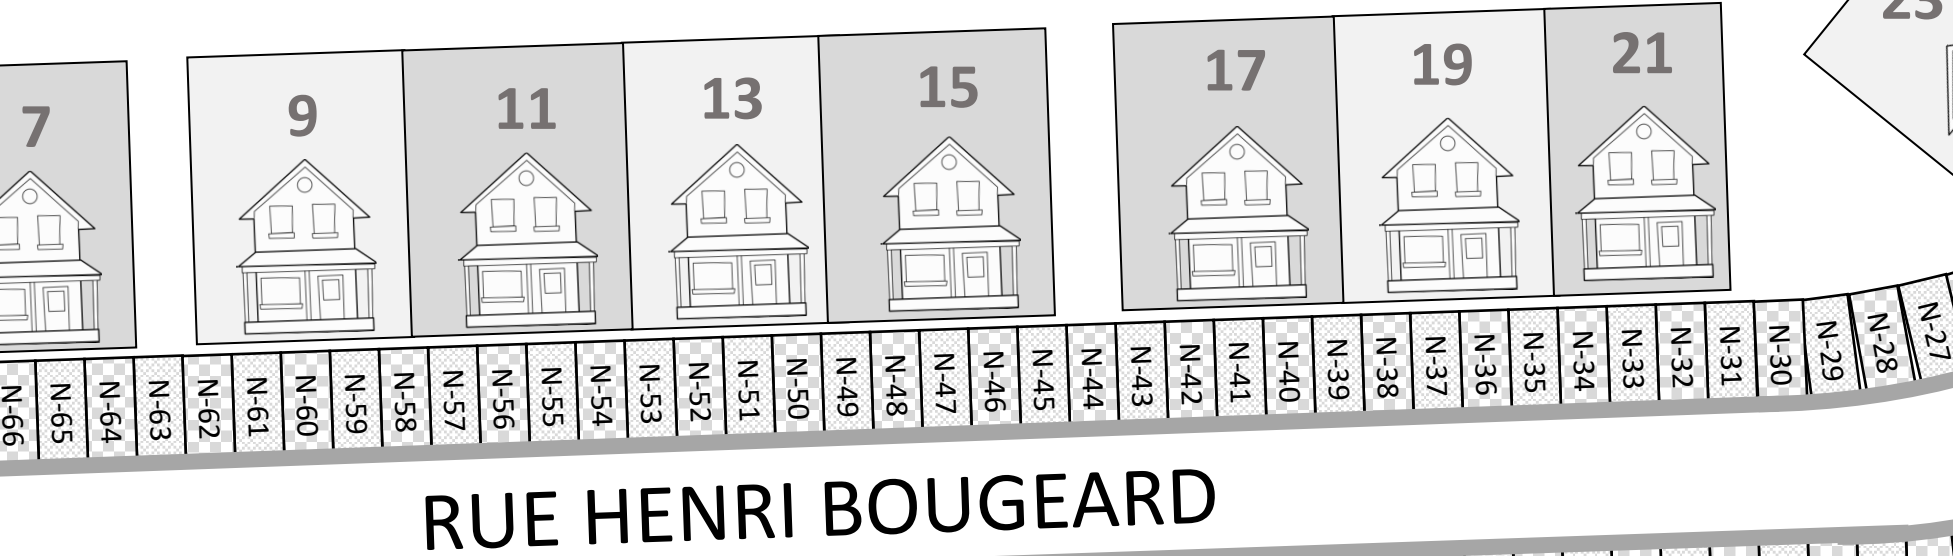 7
9
11
13
15
17
19
21
23
N-66
N-65
N-64
N-63
N-62
N-61
N-60
N-59
N-58
N-57
N-56
N-55
N-54
N-53
N-52
N-51
N-50
N-49
N-48
N-47
N-46
N-45
N-44
N-43
N-42
N-41
N-40
N-39
N-38
N-37
N-36
N-35
N-34
N-33
N-32
N-31
N-30
N-29
N-28
N-27
RUE HENRI BOUGEARD